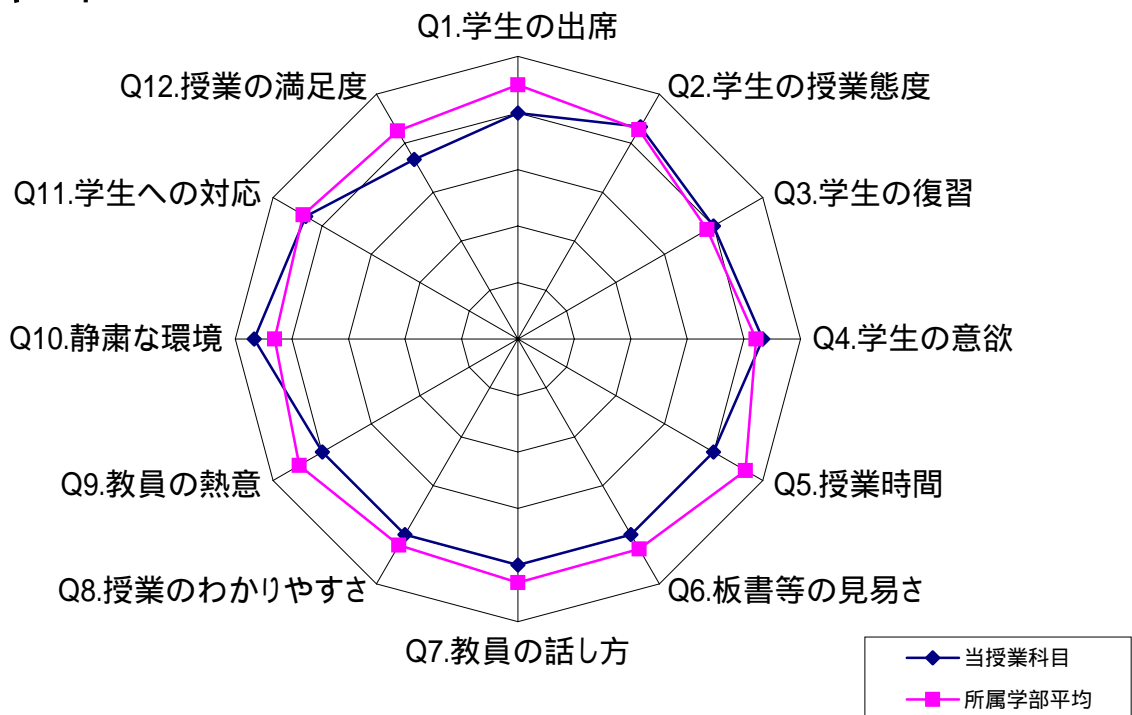 Q1.学生の出席
Q2.学生の授業態度
Q3.学生の復習
Q4.学生の意欲
Q5.授業時間
Q6.板書等の見易さ
Q7.教員の話し方
Q8.授業のわかりやすさ
Q9.教員の熱意
Q10.静粛な環境
Q11.学生への対応
Q12.授業の満足度
当授業科目
所属学部平均